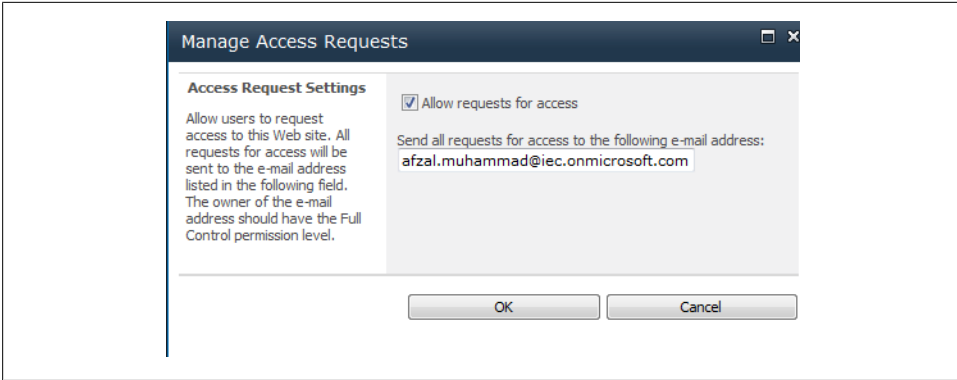 Manage Access Requests
Access Request Settings
Allow users to request
access to this Web site. All
requests for access will be
sent to the e-mail address
listed in the following field.
The owner of the e-mail
address should have the Full
Control permission level.
Allow requests for access
Send all requests for access to the following e-mail address:
afzal.muhammad@iec.onmicrosoft.com
OK
Cancel